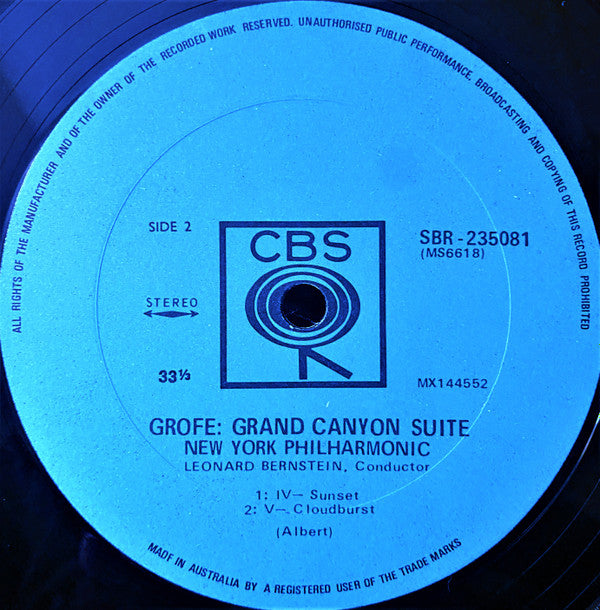 ALL RIGHTS OF THE MANUFACTURER AND OF THE OWNER OF THE RECORDED WORK RESERVED. UNAUTHORISED PUBLIC PERFORMANCE, BROADCASTING AND COPYING OF THIS RECORD PROHIBITED
SIDE 2
CBS
SBR-235081
(MS6618)
STEREO
33⅓
MX144552
GROFE: GRAND CANYON SUITE
NEW YORK PHILHARMONIC
LEONARD BERNSTEIN, Conductor
1: IV— Sunset
2: V— Cloudburst
(Albert)
MADE IN AUSTRALIA BY A REGISTERED USER OF THE TRADE MARKS